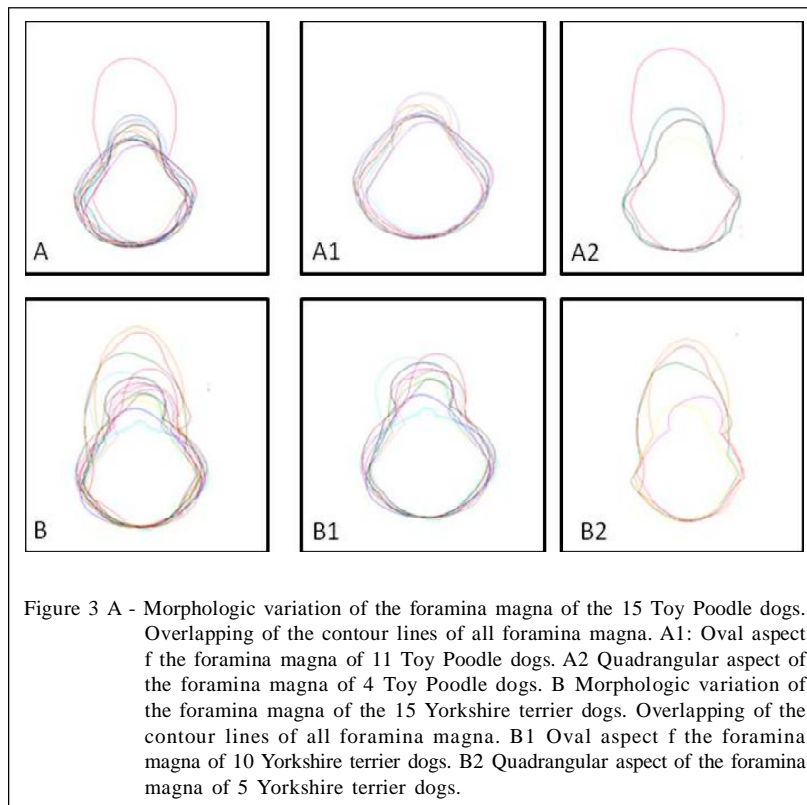 A
A1
A2
B
B1
B2
Figure 3 A - Morphologic variation of the foramina magna of the 15 Toy Poodle dogs.
Overlapping of the contour lines of all foramina magna. A1: Oval aspect
f the foramina magna of 11 Toy Poodle dogs. A2 Quadrangular aspect of
the foramina magna of 4 Toy Poodle dogs. B Morphologic variation of
the foramina magna of the 15 Yorkshire terrier dogs. Overlapping of the
contour lines of all foramina magna. B1 Oval aspect f the foramina
magna of 10 Yorkshire terrier dogs. B2 Quadrangular aspect of the foramina
magna of 5 Yorkshire terrier dogs.